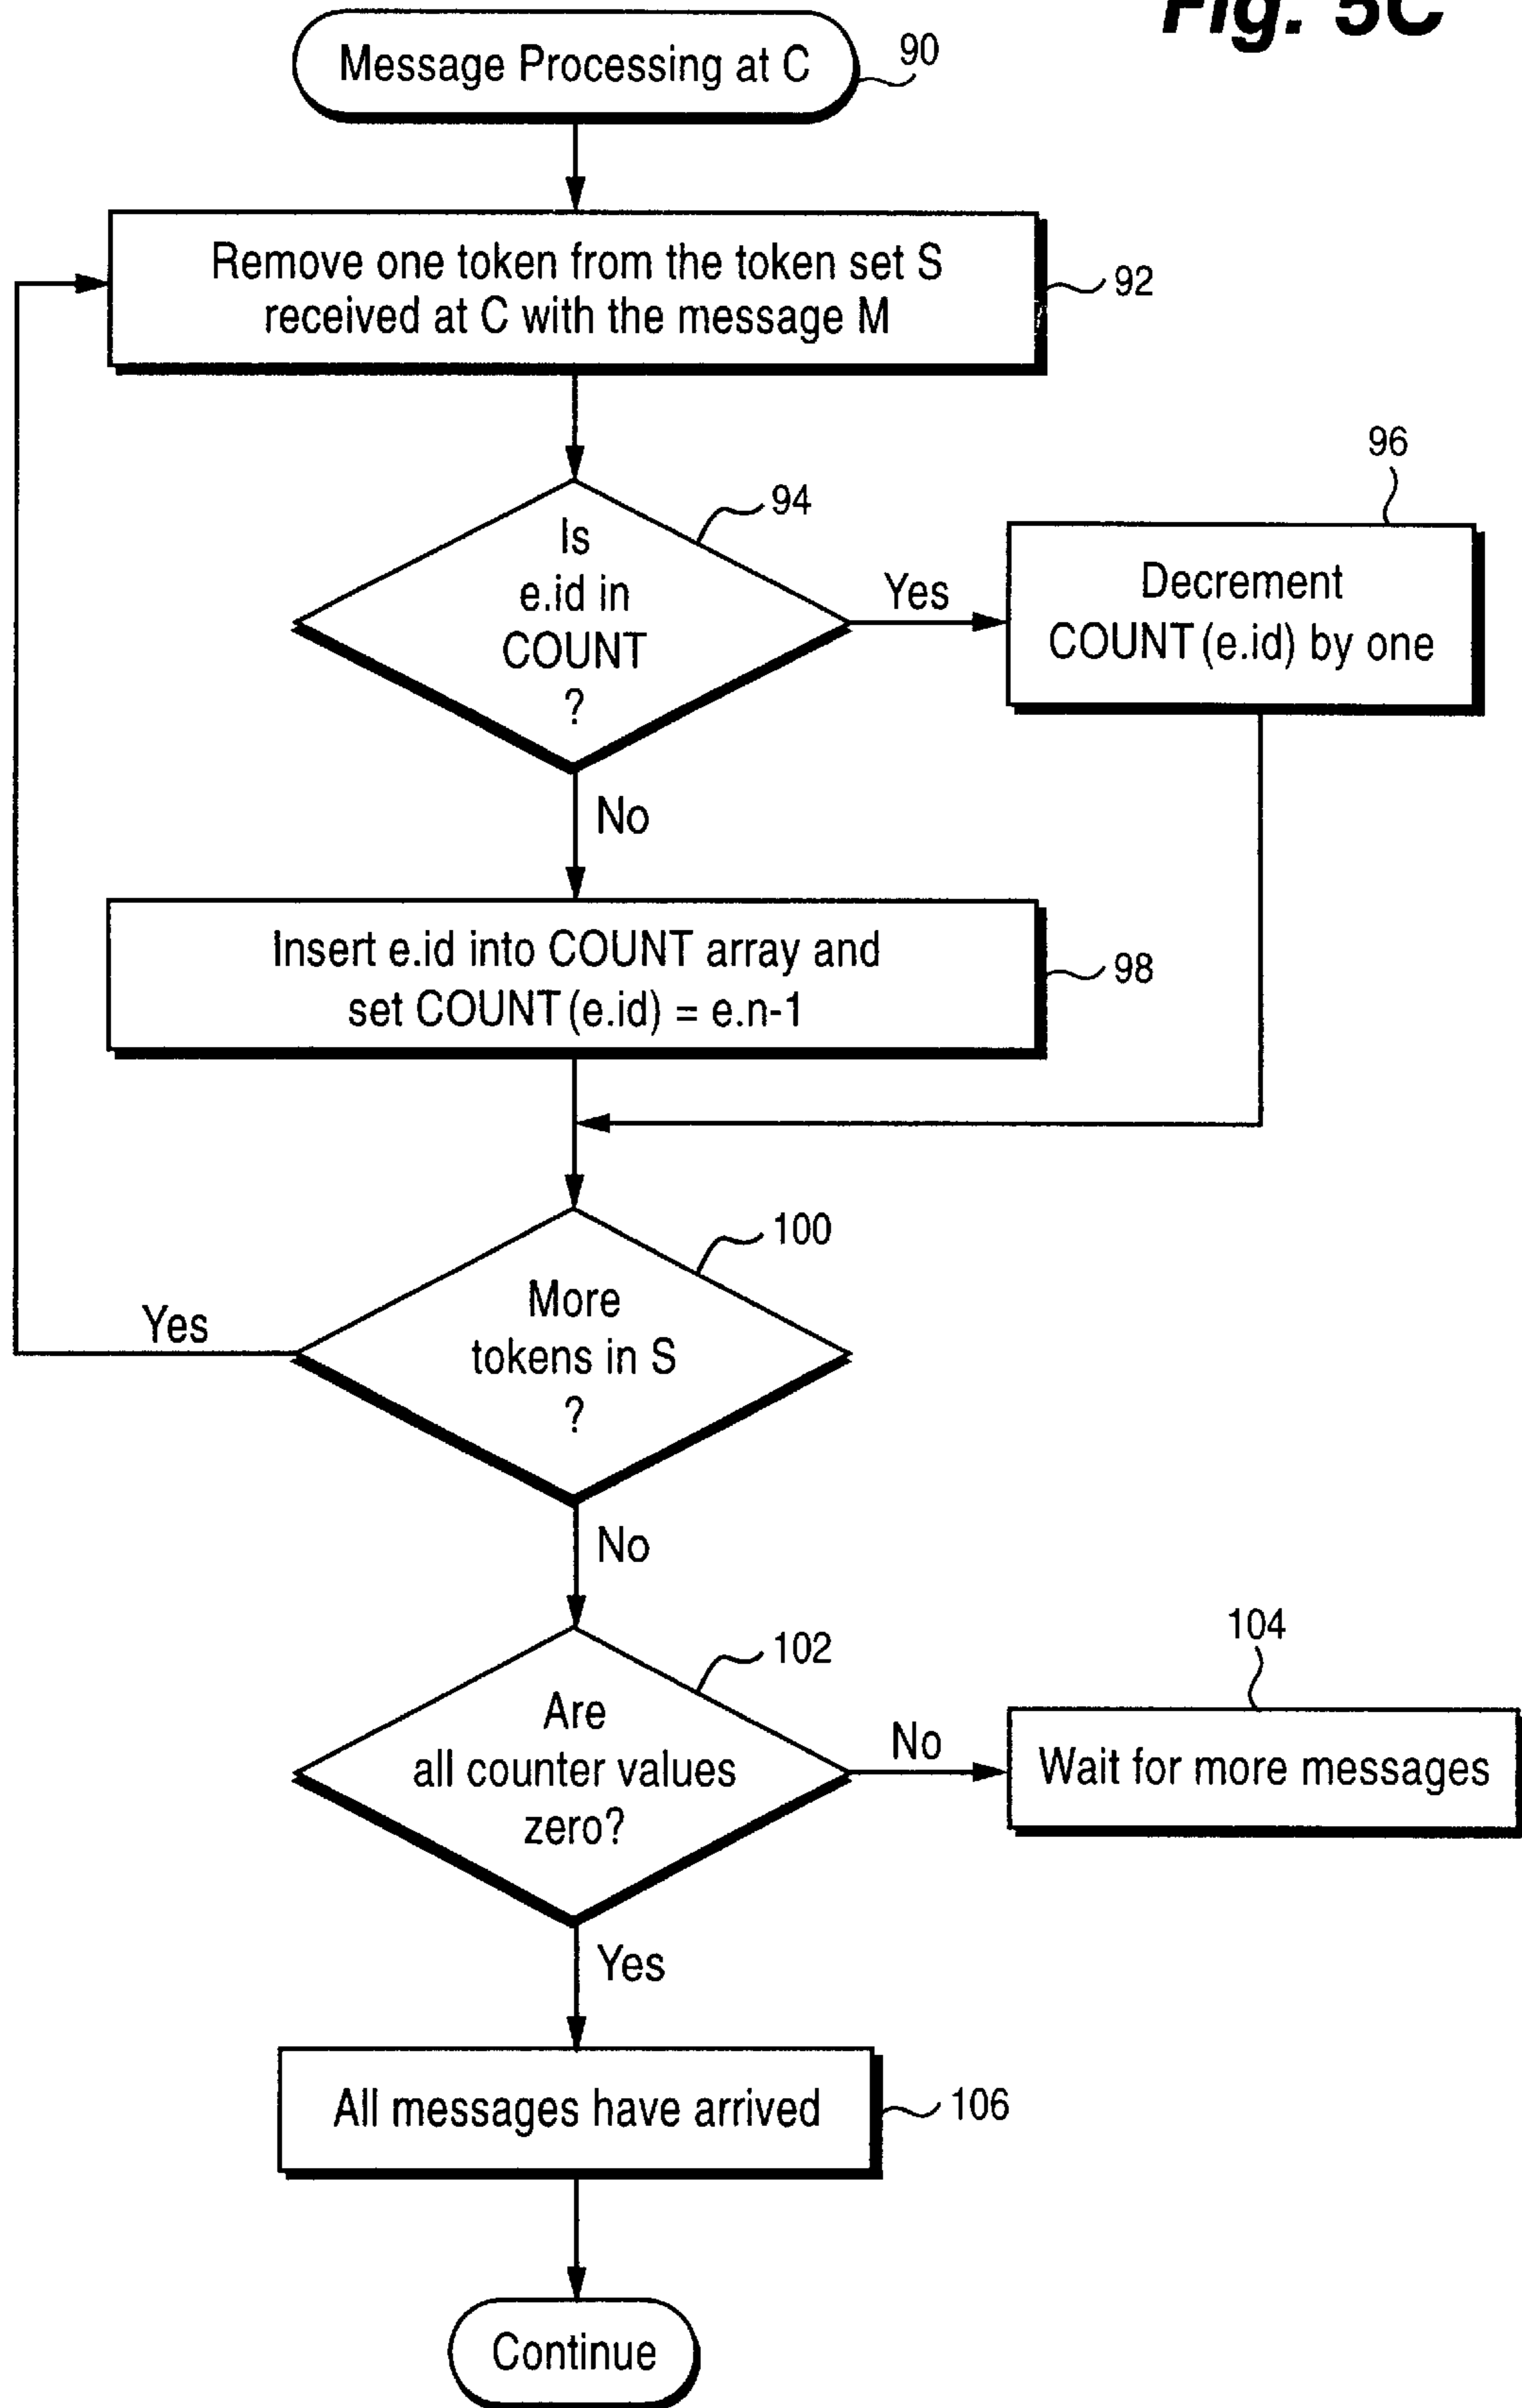 Fig. 5C
Message Processing at C
90
Remove one token from the token set S
received at C with the message M
92
Is
e.id in
COUNT
?
94
Yes
96
Decrement
COUNT (e.id) by one
No
Insert e.id into COUNT array and
set COUNT (e.id) = e.n-1
98
More
tokens in S
?
100
Yes
No
Are
all counter values
zero?
102
No
104
Wait for more messages
Yes
All messages have arrived
106
Continue